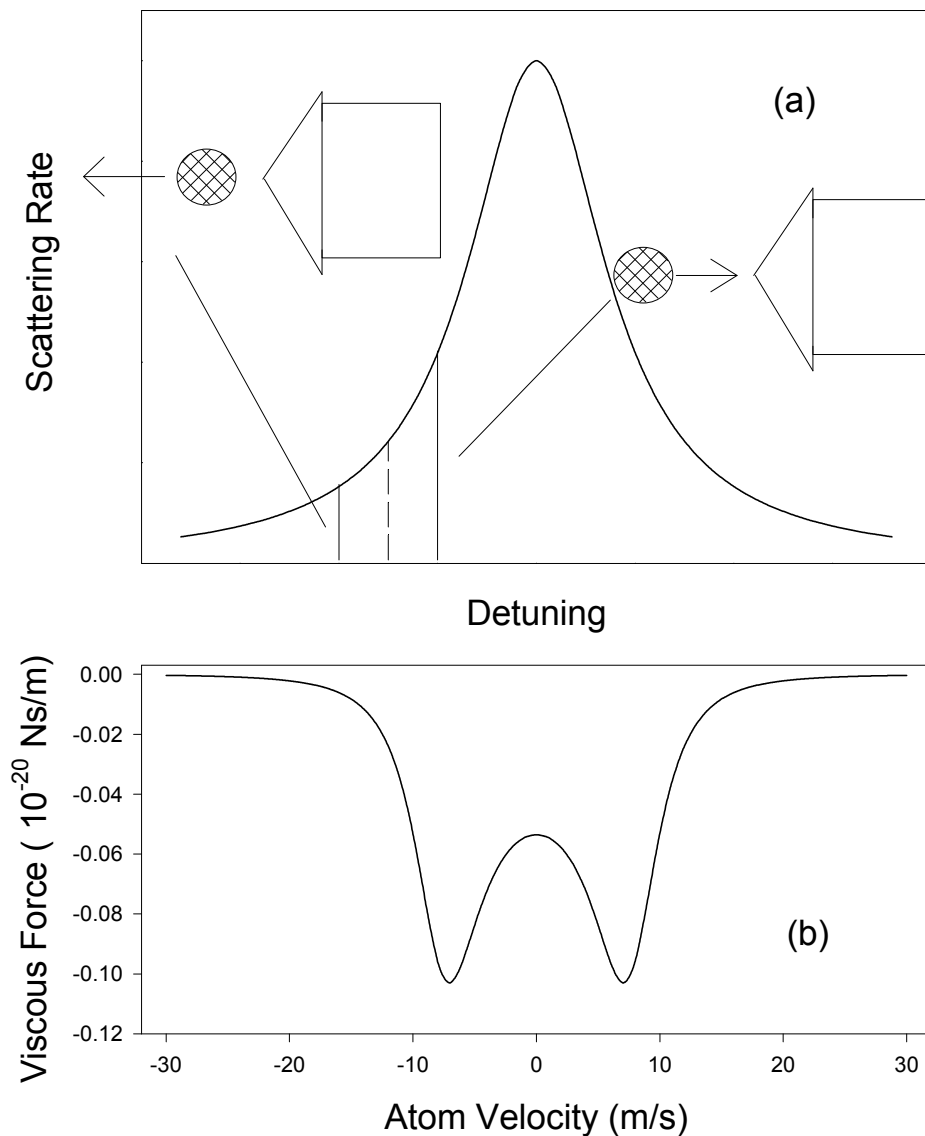 (a)
Scattering Rate
Detuning
Viscous Force ( 10⁻²⁰ Ns/m)
0.00
-0.02
-0.04
-0.06
-0.08
-0.10
-0.12
(b)
-30 -20 -10 0 10 20 30
Atom Velocity (m/s)